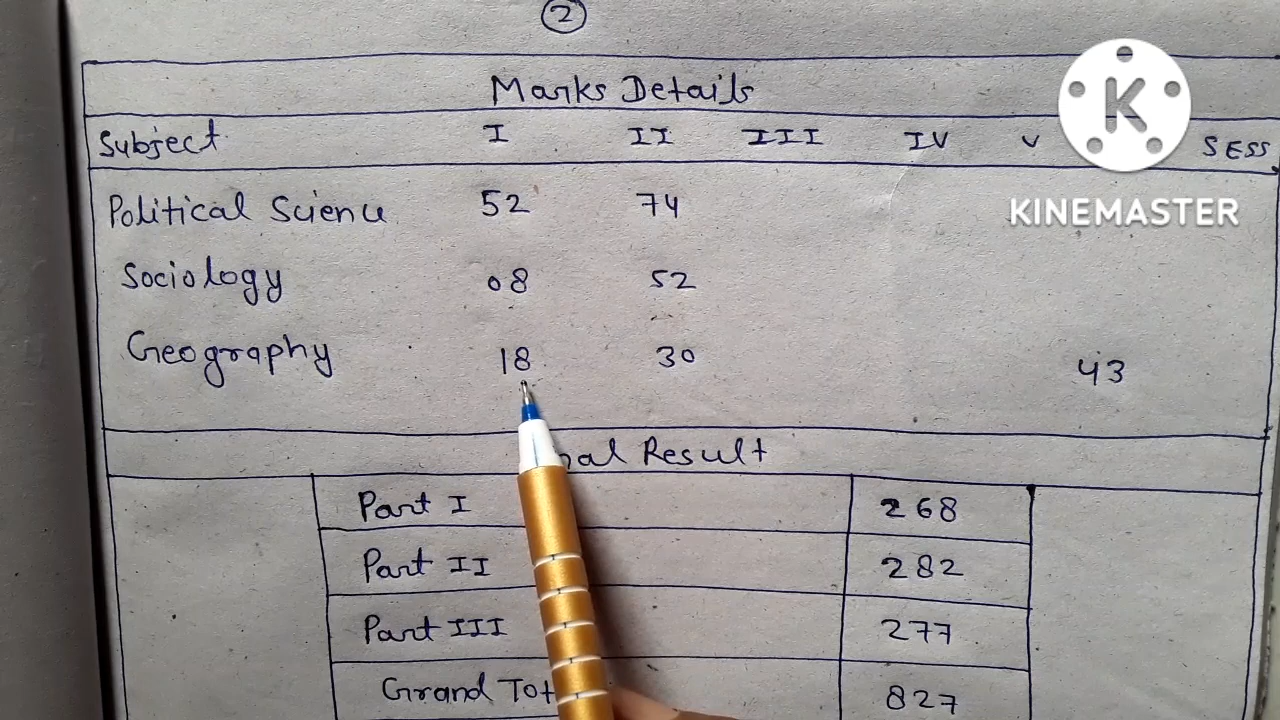 2
Marks Details
Subject I II III IV V SESS
Political Science 52 74
Sociology 08 52
Geography 18 30 43
Result
Part I 268
Part II 282
Part III 277
Grand 827
K
KINEMASTER